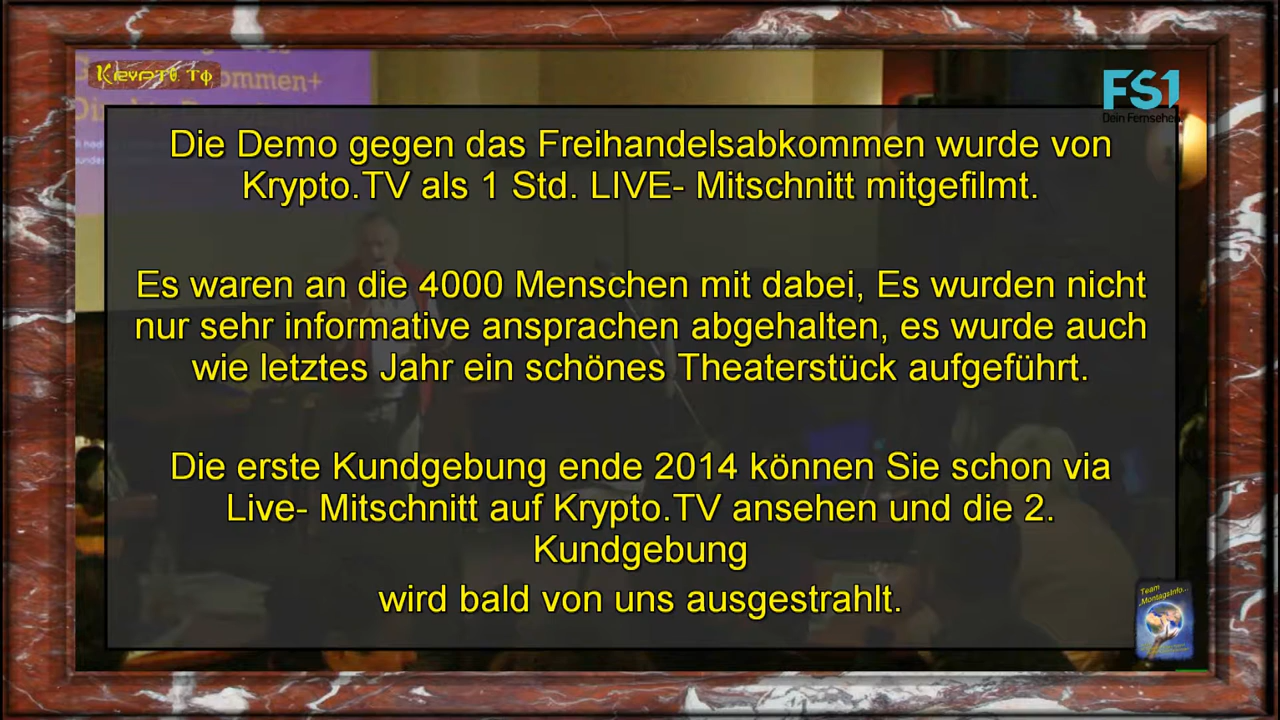 Krypto TV
ommen+
FS1
Dein Fernsehen
Die Demo gegen das Freihandelsabkommen wurde von
Krypto.TV als 1 Std. LIVE- Mitschnitt mitgefilmt.
Es waren an die 4000 Menschen mit dabei, Es wurden nicht
nur sehr informative ansprachen abgehalten, es wurde auch
wie letztes Jahr ein schönes Theaterstück aufgeführt.
Die erste Kundgebung ende 2014 können Sie schon via
Live- Mitschnitt auf Krypto.TV ansehen und die 2.
Kundgebung
wird bald von uns ausgestrahlt.
Team
MontagsInfo...